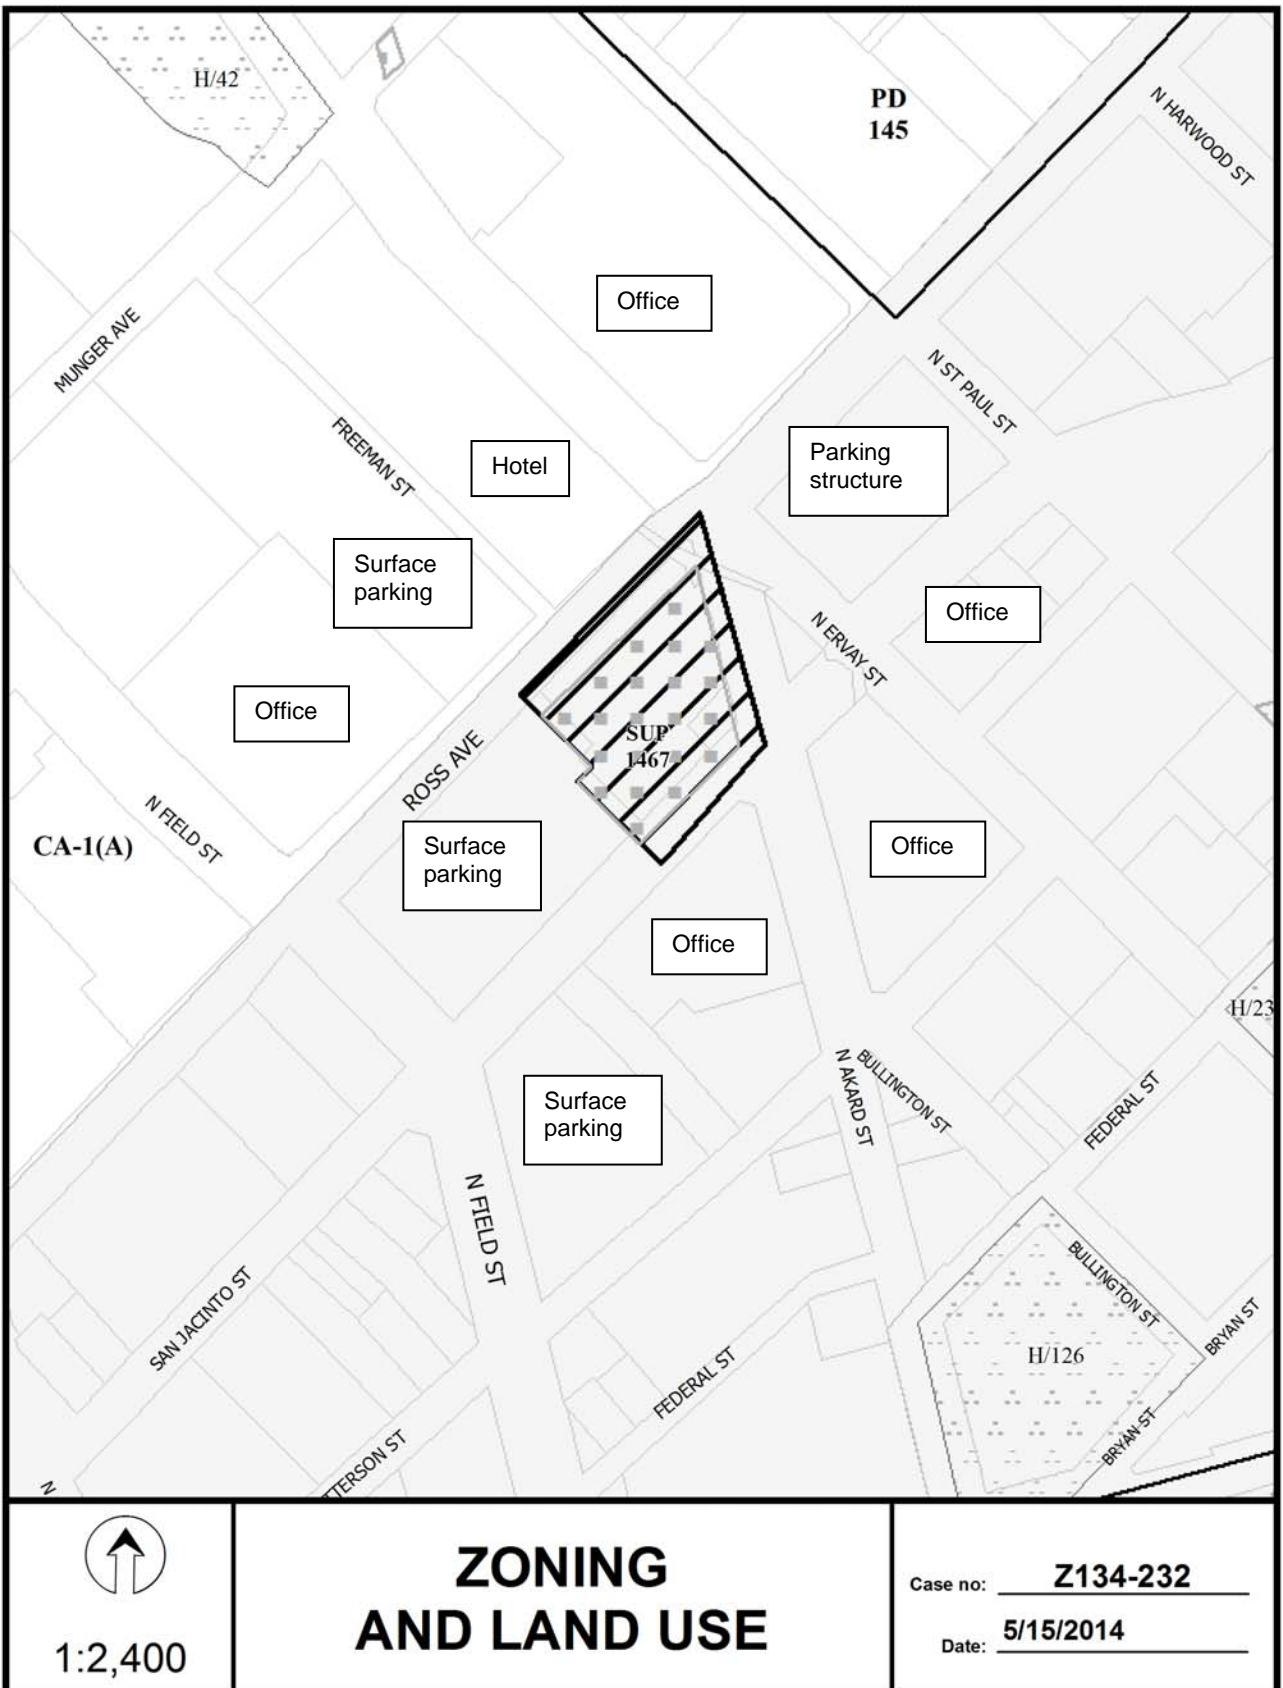 H/42
PD
145
N HARWOOD ST
Office
MUNGER AVE
N ST PAUL ST
FREEMAN ST
Hotel
Parking
structure
Surface
parking
Office
N ERVAY ST
Office
SUP
1467
ROSS AVE
N FIELD ST
CA-1(A)
Surface
parking
Office
Office
H/23
N AKARD ST
BULLINGTON ST
FEDERAL ST
Surface
parking
N FIELD ST
BULLINGTON ST
SAN JACINTO ST
BRYAN ST
H/126
FEDERAL ST
BRYAN ST
TTERSON ST
N
1:2,400
ZONING
AND LAND USE
Case no: Z134-232
Date: 5/15/2014